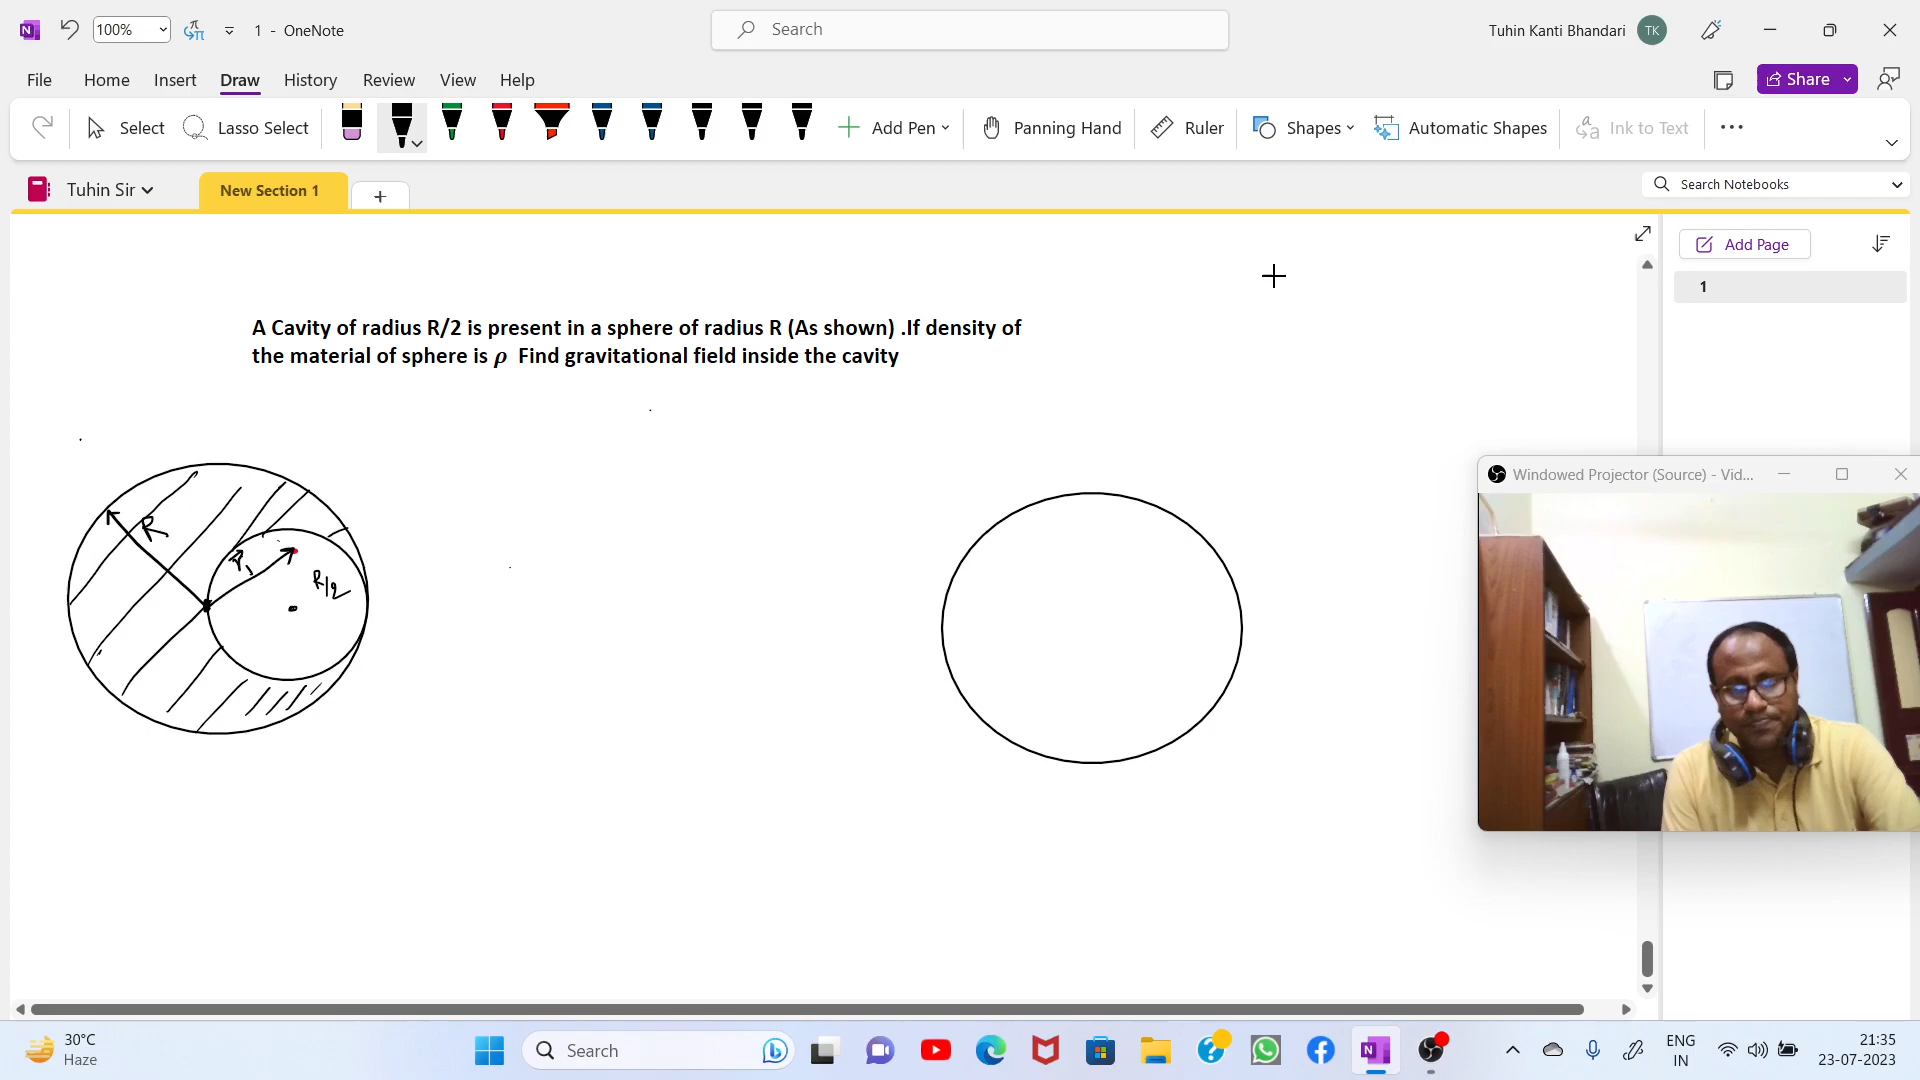 100%
1 - OneNote
Search
Tuhin Kanti Bhandari
TK
File Home Insert Draw History Review View Help
Share
Select
Lasso Select
Add Pen
Panning Hand
Ruler
Shapes
Automatic Shapes
Ink to Text
Tuhin Sir
New Section 1
+
Search Notebooks
Add Page
1
A Cavity of radius R/2 is present in a sphere of radius R (As shown) .If density of
the material of sphere is ρ Find gravitational field inside the cavity
R
r₁
R/2
Windowed Projector (Source) - Vid...
30°C
Haze
Search
ENG
IN
21:35
23-07-2023